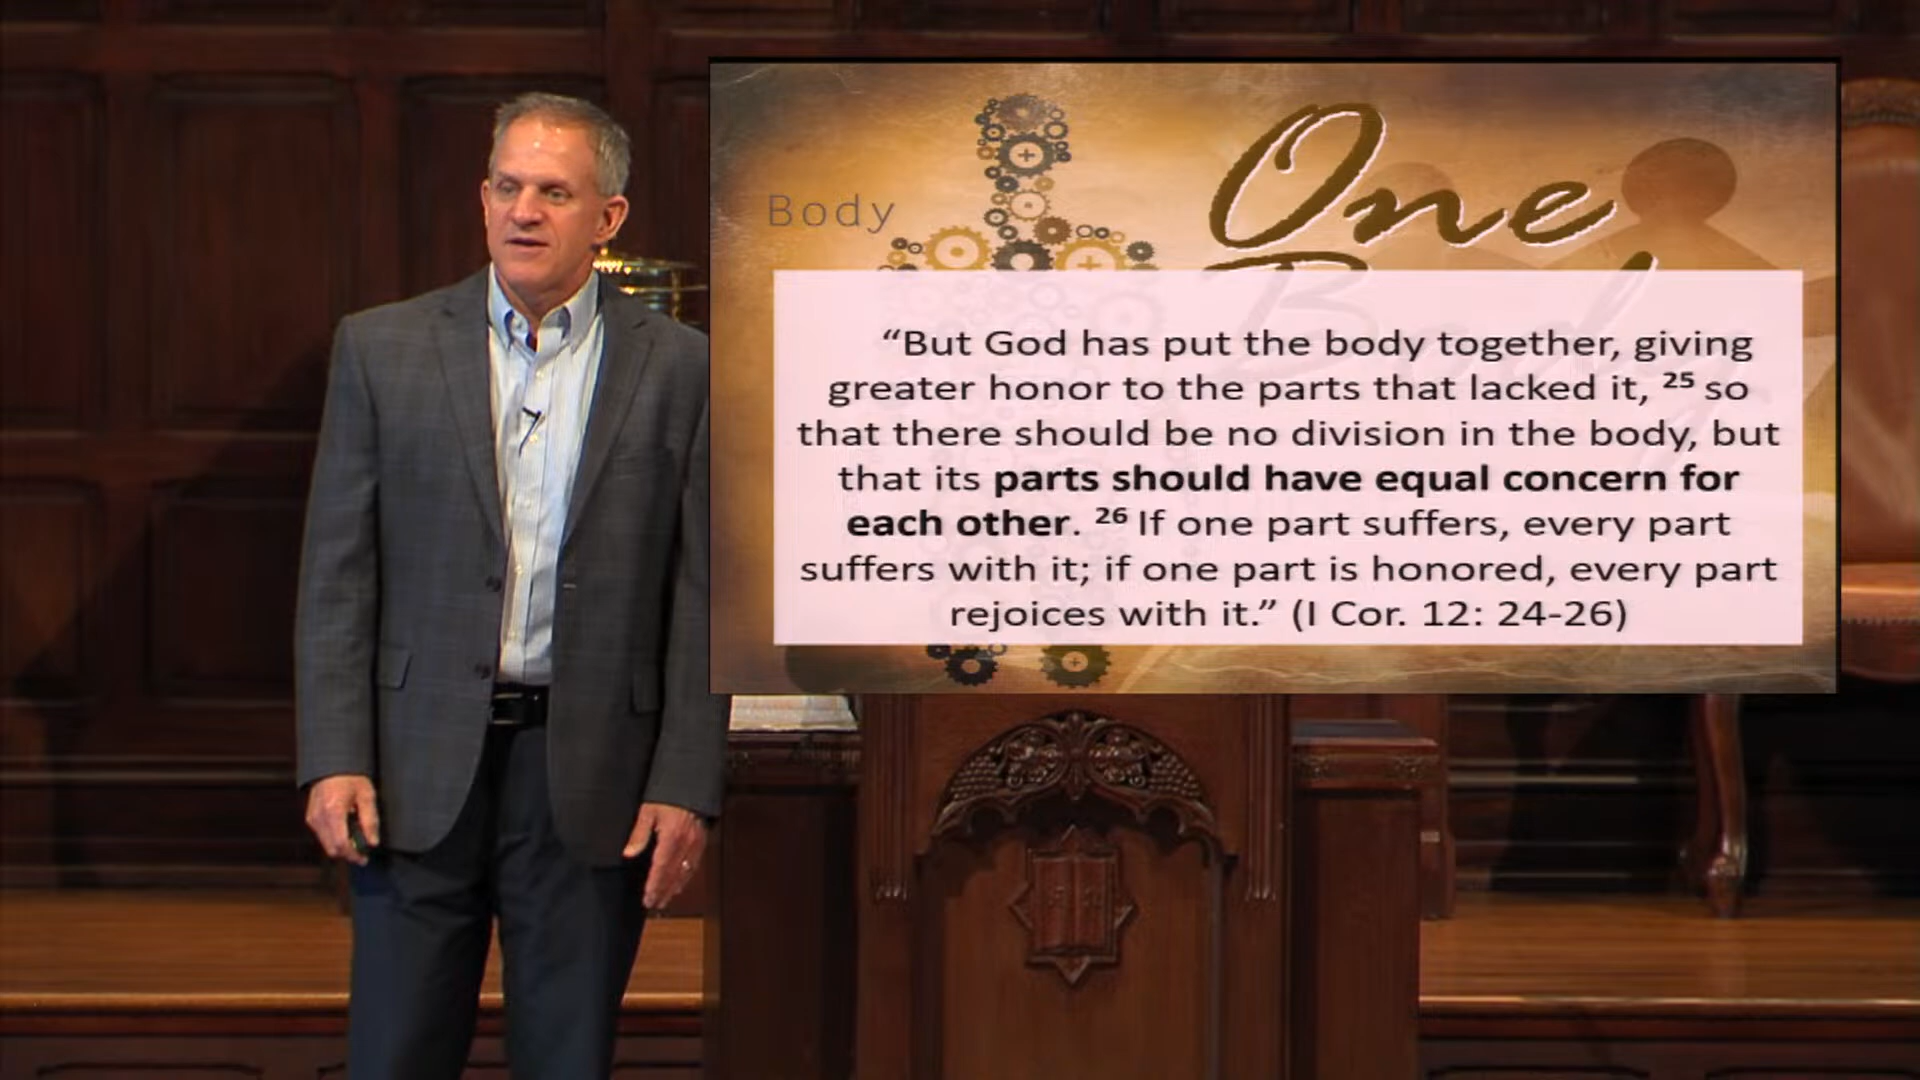 Body
One
Body
“But God has put the body together, giving
greater honor to the parts that lacked it, ²⁵ so
that there should be no division in the body, but
that its parts should have equal concern for
each other. ²⁶ If one part suffers, every part
suffers with it; if one part is honored, every part
rejoices with it.” (I Cor. 12: 24-26)